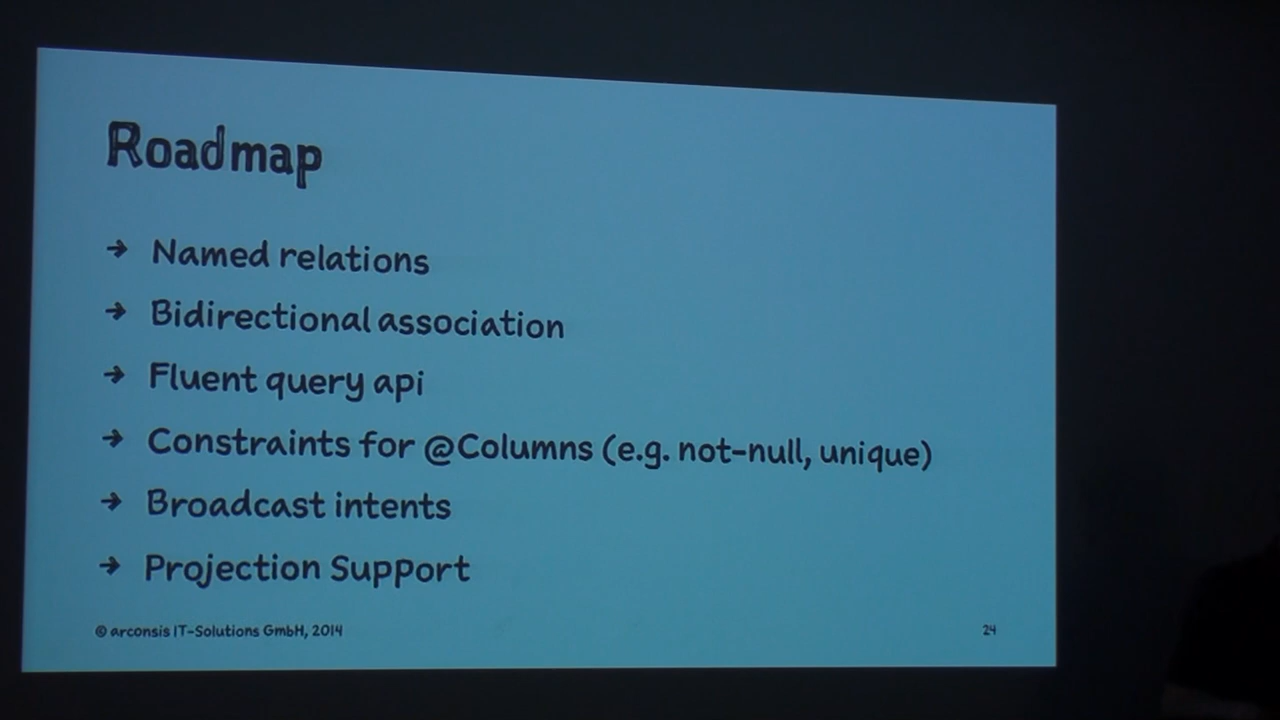 Roadmap
→ Named relations
→ Bidirectional association
→ Fluent query api
→ Constraints for @Columns (e.g. not-null, unique)
→ Broadcast intents
→ Projection Support
© arconsis IT-Solutions GmbH, 2014
24